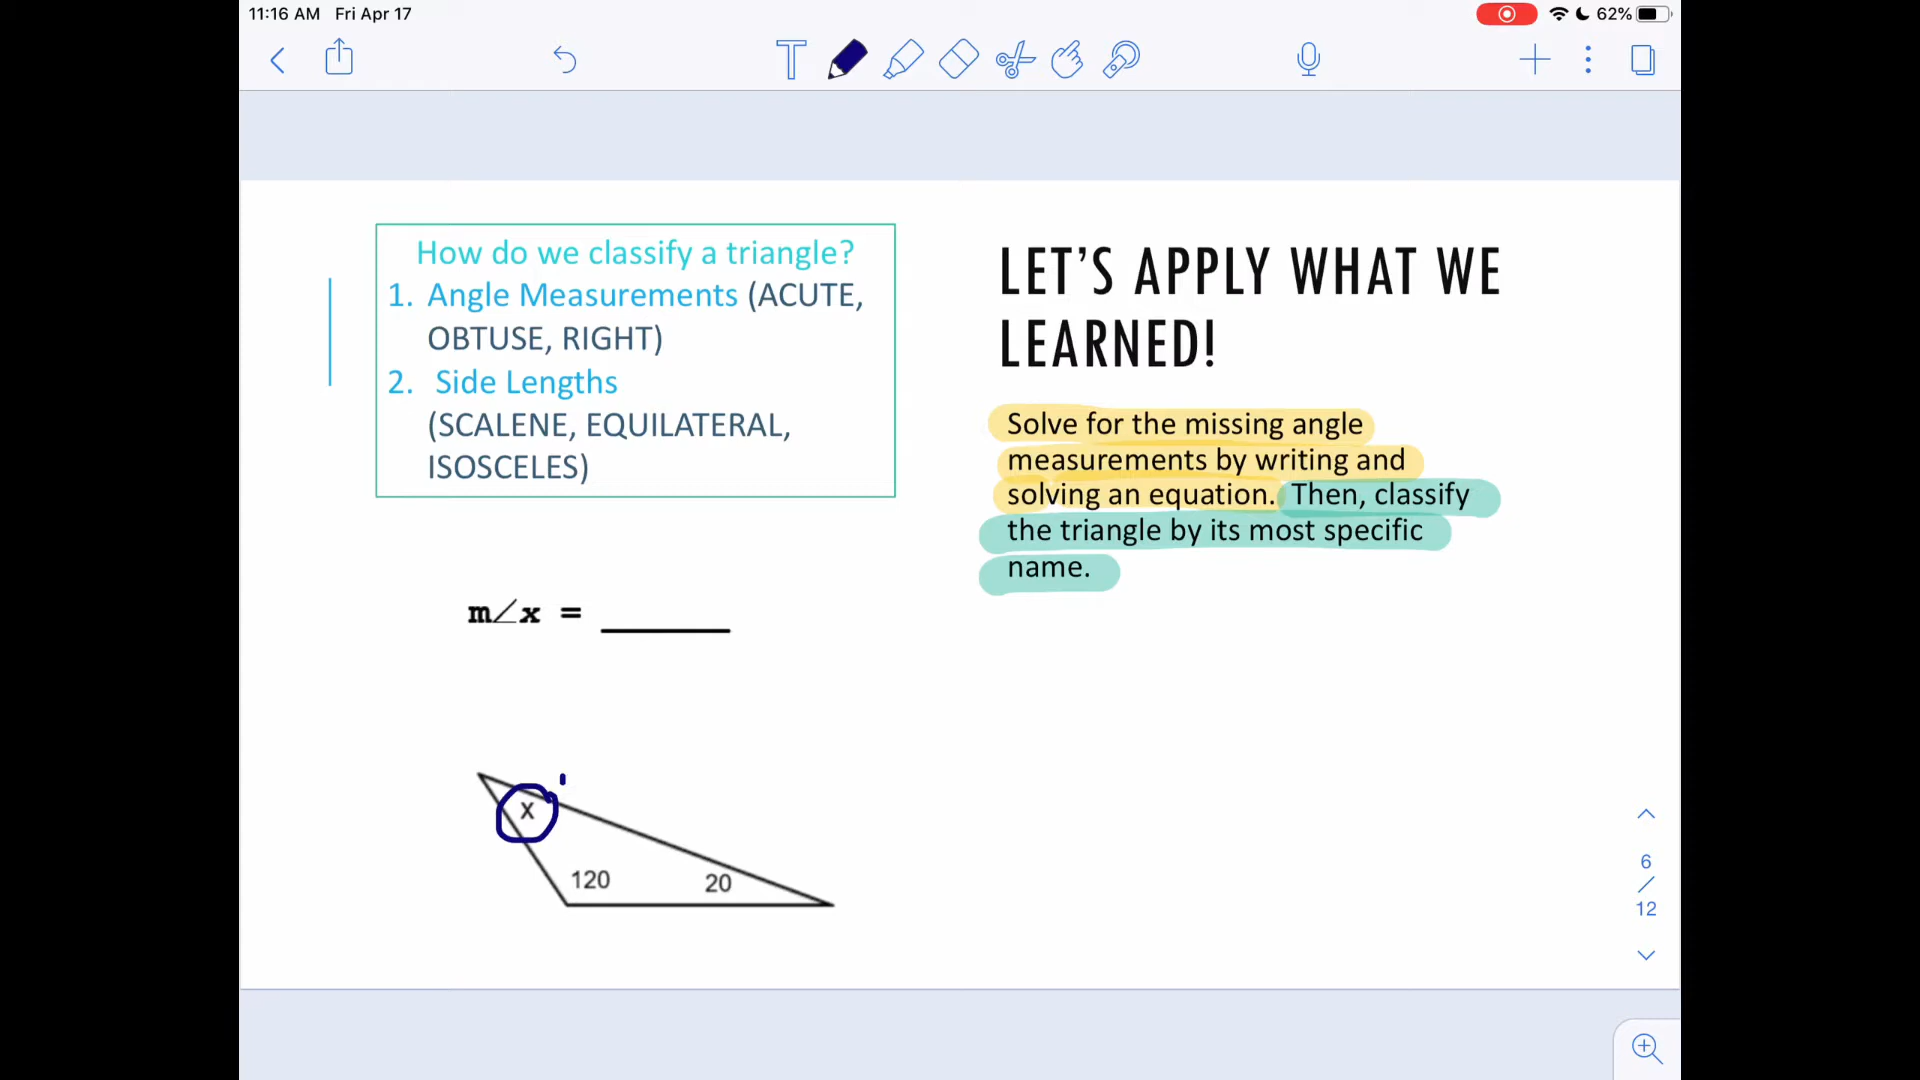 11:16 AM Fri Apr 17
62%
How do we classify a triangle?
1. Angle Measurements (ACUTE,
OBTUSE, RIGHT)
2. Side Lengths
(SCALENE, EQUILATERAL,
ISOSCELES)
LET'S APPLY WHAT WE
LEARNED!
Solve for the missing angle
measurements by writing and
solving an equation. Then, classify
the triangle by its most specific
name.
m∠x = ______
x
120
20
6
/
12